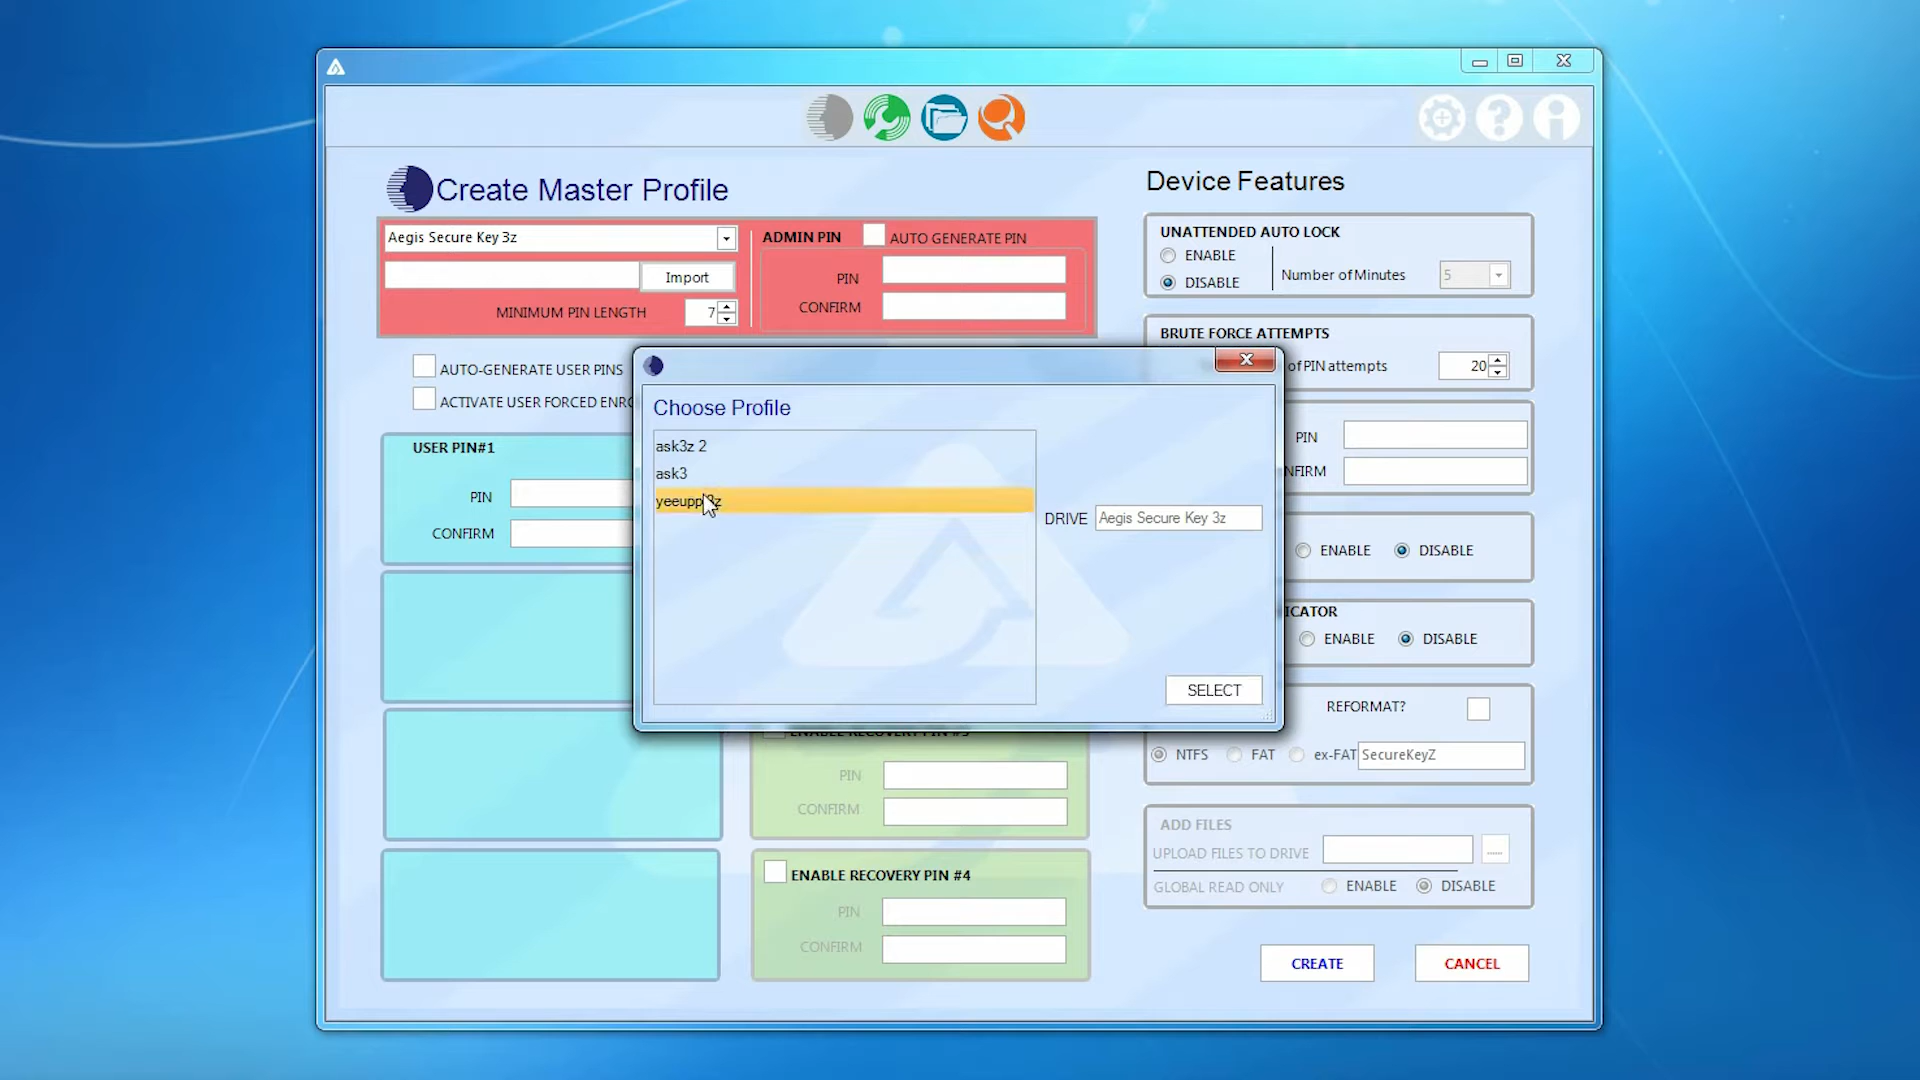 Create Master Profile
Aegis Secure Key 3z
Import
MINIMUM PIN LENGTH 7
ADMIN PIN AUTO GENERATE PIN
PIN
CONFIRM
AUTO-GENERATE USER PINS
ACTIVATE USER FORCED ENRO
USER PIN#1
PIN
CONFIRM
Choose Profile
ask3z 2
ask3
DRIVE Aegis Secure Key 3z
SELECT
ENABLE RECOVERY PIN
PIN
CONFIRM
ENABLE RECOVERY PIN #4
PIN
CONFIRM
Device Features
UNATTENDED AUTO LOCK
ENABLE
DISABLE
Number of Minutes 5
BRUTE FORCE ATTEMPTS
of PIN attempts 20
PIN
NFIRM
ENABLE DISABLE
ICATOR
ENABLE DISABLE
REFORMAT?
NTFS FAT ex-FAT SecureKeyZ
ADD FILES
UPLOAD FILES TO DRIVE .....
GLOBAL READ ONLY ENABLE DISABLE
CREATE CANCEL